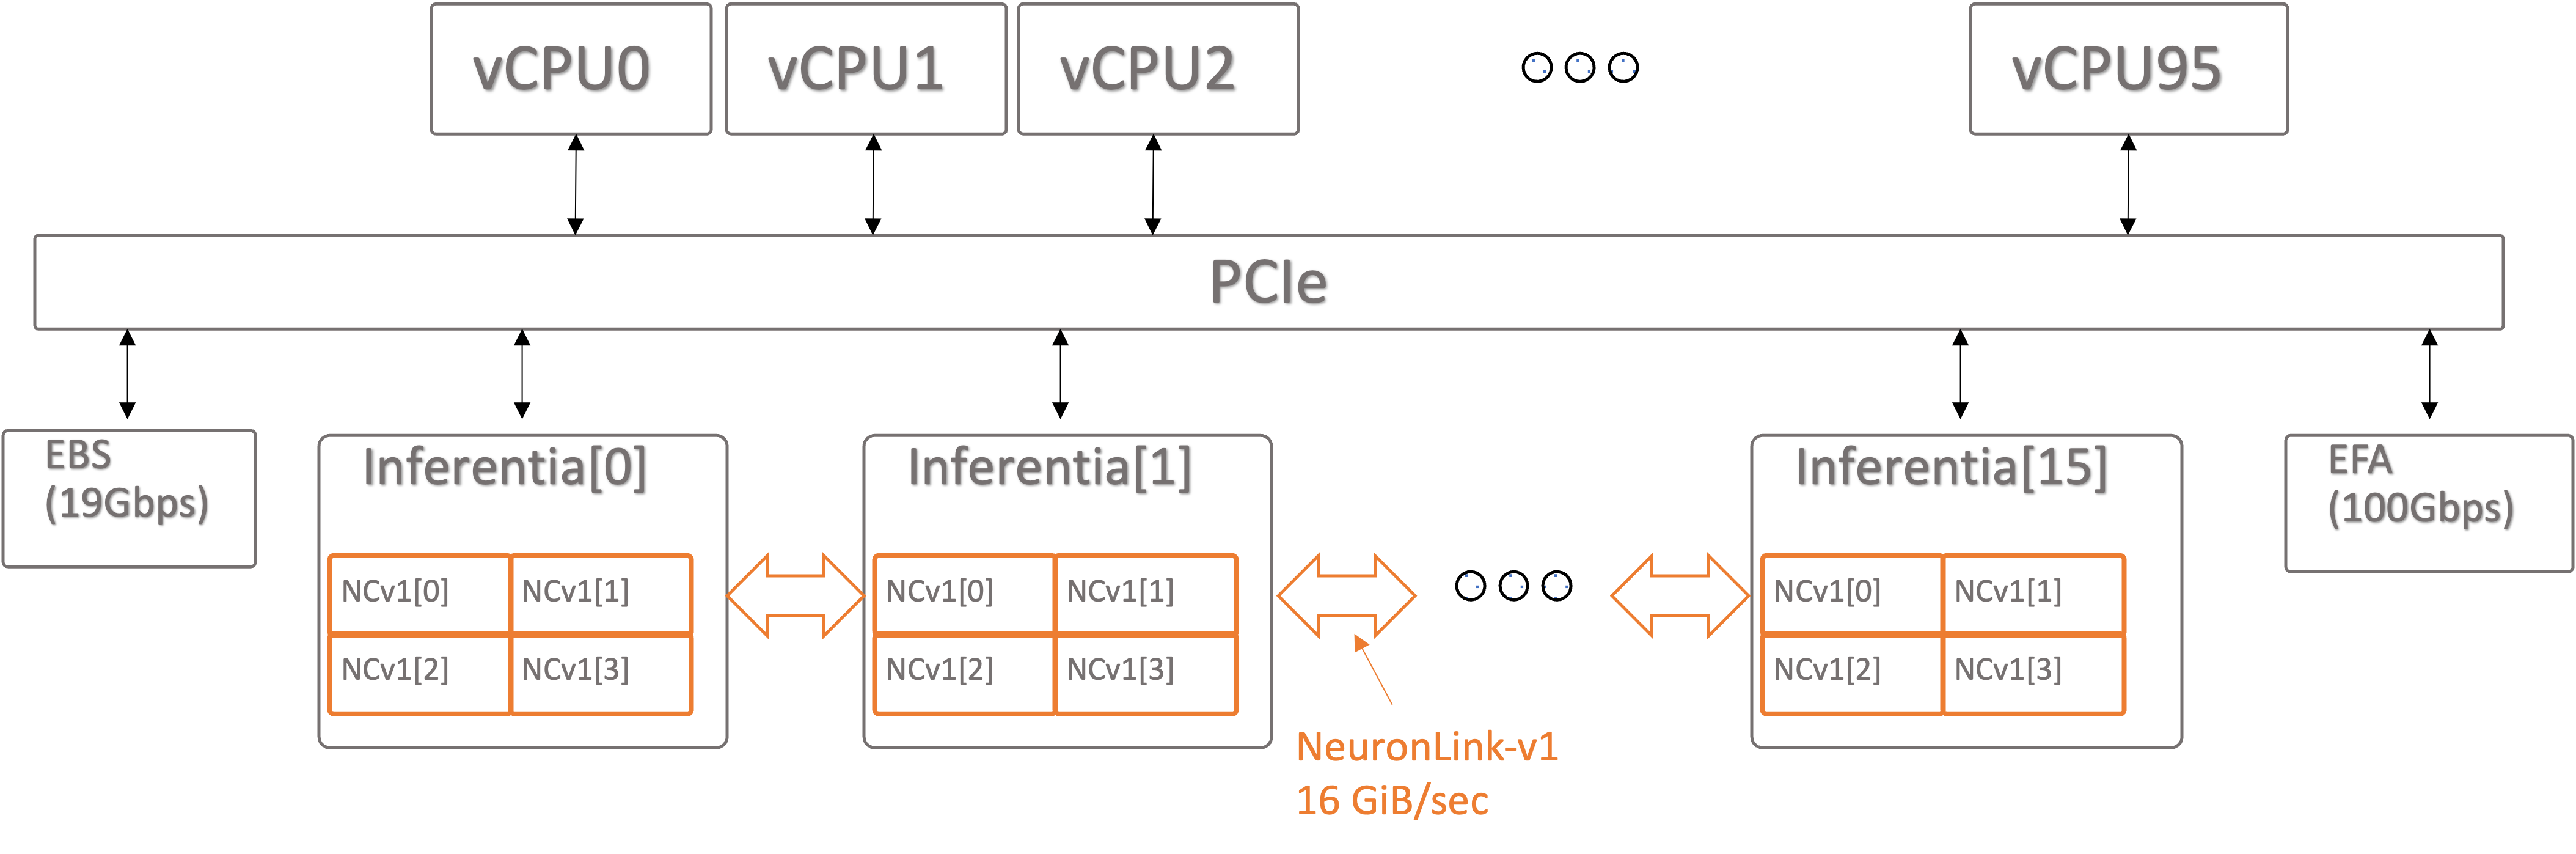 vCPU0
vCPU1
vCPU2
vCPU95
PCIe
EBS
(19Gbps)
Inferentia[0]
NCv1[0]
NCv1[1]
NCv1[2]
NCv1[3]
Inferentia[1]
NCv1[0]
NCv1[1]
NCv1[2]
NCv1[3]
NeuronLink-v1
16 GiB/sec
Inferentia[15]
NCv1[0]
NCv1[1]
NCv1[2]
NCv1[3]
EFA
(100Gbps)